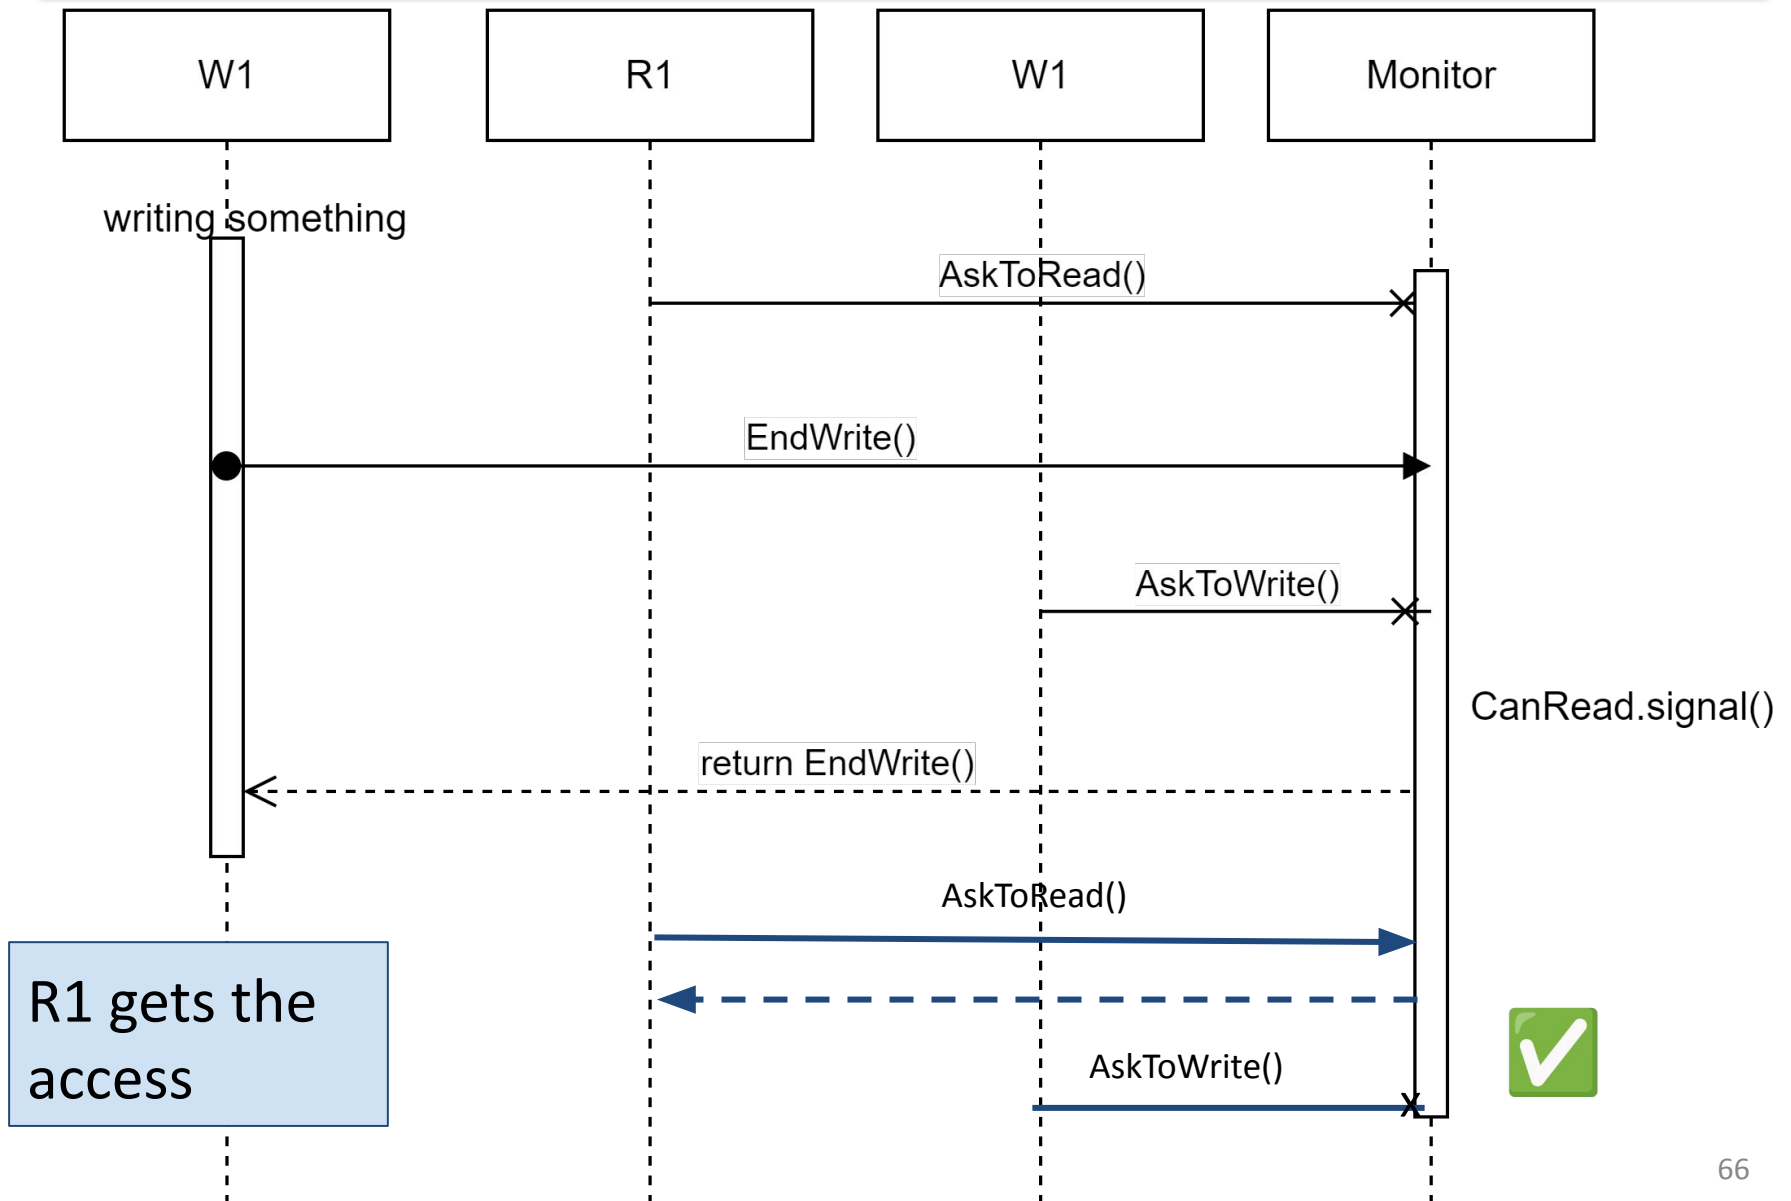 W1
R1
W1
Monitor
writing something
AskToRead()
EndWrite()
AskToWrite()
CanRead.signal()
return EndWrite()
AskToRead()
R1 gets the
access
AskToWrite()
66